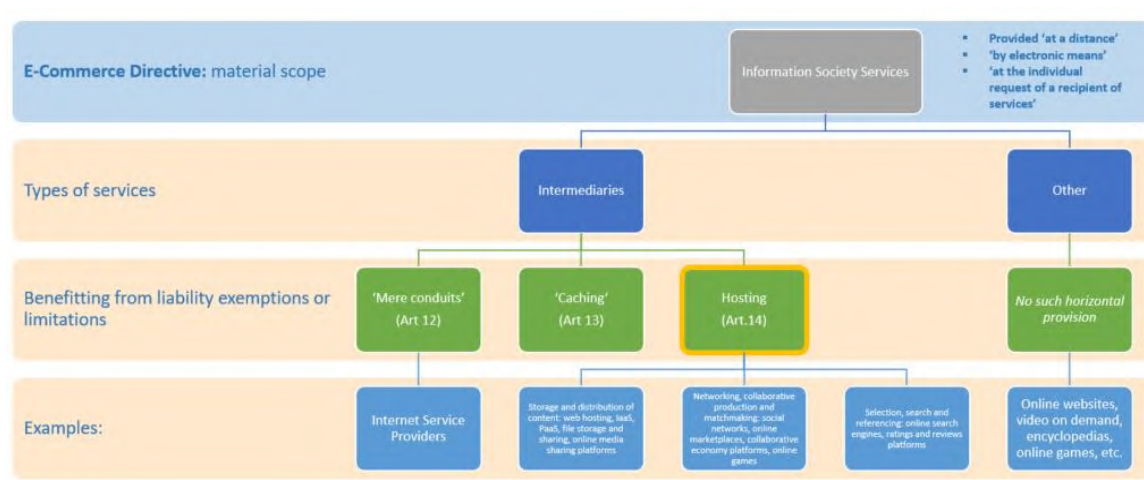 E-Commerce Directive: material scope
Information Society Services
▪ Provided 'at a distance'
▪ 'by electronic means'
▪ 'at the individual
request of a recipient of
services'
Types of services
Intermediaries
Other
Benefitting from liability exemptions or
limitations
'Mere conduits'
(Art 12)
'Caching'
(Art 13)
Hosting
(Art.14)
No such horizontal
provision
Examples:
Internet Service
Providers
Storage and distribution of
content: web hosting, IaaS,
PaaS, file storage and
sharing, online media
sharing platforms
Networking, collaborative
production and
matchmaking: social
networks, online
marketplaces, collaborative
economy platforms, online
games
Selection, search and
referencing: online search
engines, ratings and reviews
platforms
Online websites,
video on demand,
encyclopedias,
online games, etc.